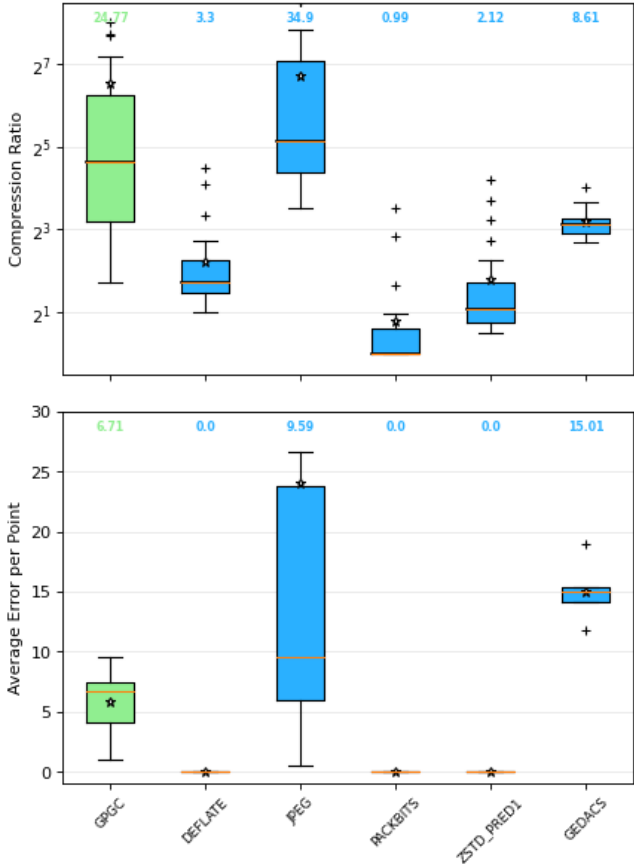 24.77 3.3 34.9 0.99 2.12 8.61
Compression Ratio
2^7
2^5
2^3
2^1
6.71 0.0 9.59 0.0 0.0 15.01
Average Error per Point
30
25
20
15
10
5
0
GPGC DEFLATE JPEG PACKBITS ZSTD_PRED1 GEDACS